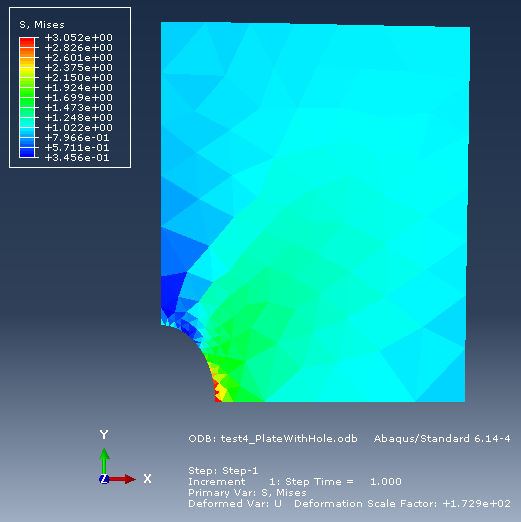 S, Mises
+3.052e+00
+2.826e+00
+2.601e+00
+2.375e+00
+2.150e+00
+1.924e+00
+1.699e+00
+1.473e+00
+1.248e+00
+1.022e+00
+7.966e-01
+5.711e-01
+3.456e-01
Y
Z
X
ODB: test4_PlateWithHole.odb Abaqus/Standard 6.14-4
Step: Step-1
Increment 1: Step Time = 1.000
Primary Var: S, Mises
Deformed Var: U Deformation Scale Factor: +1.729e+02